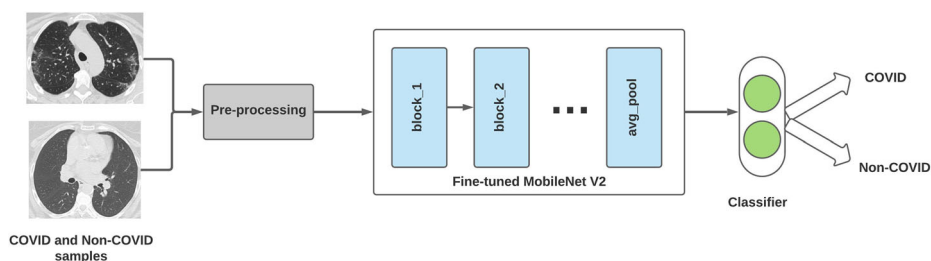 COVID and Non-COVID
samples
Pre-processing
block_1
block_2
avg_pool
Fine-tuned MobileNet V2
Classifier
COVID
Non-COVID